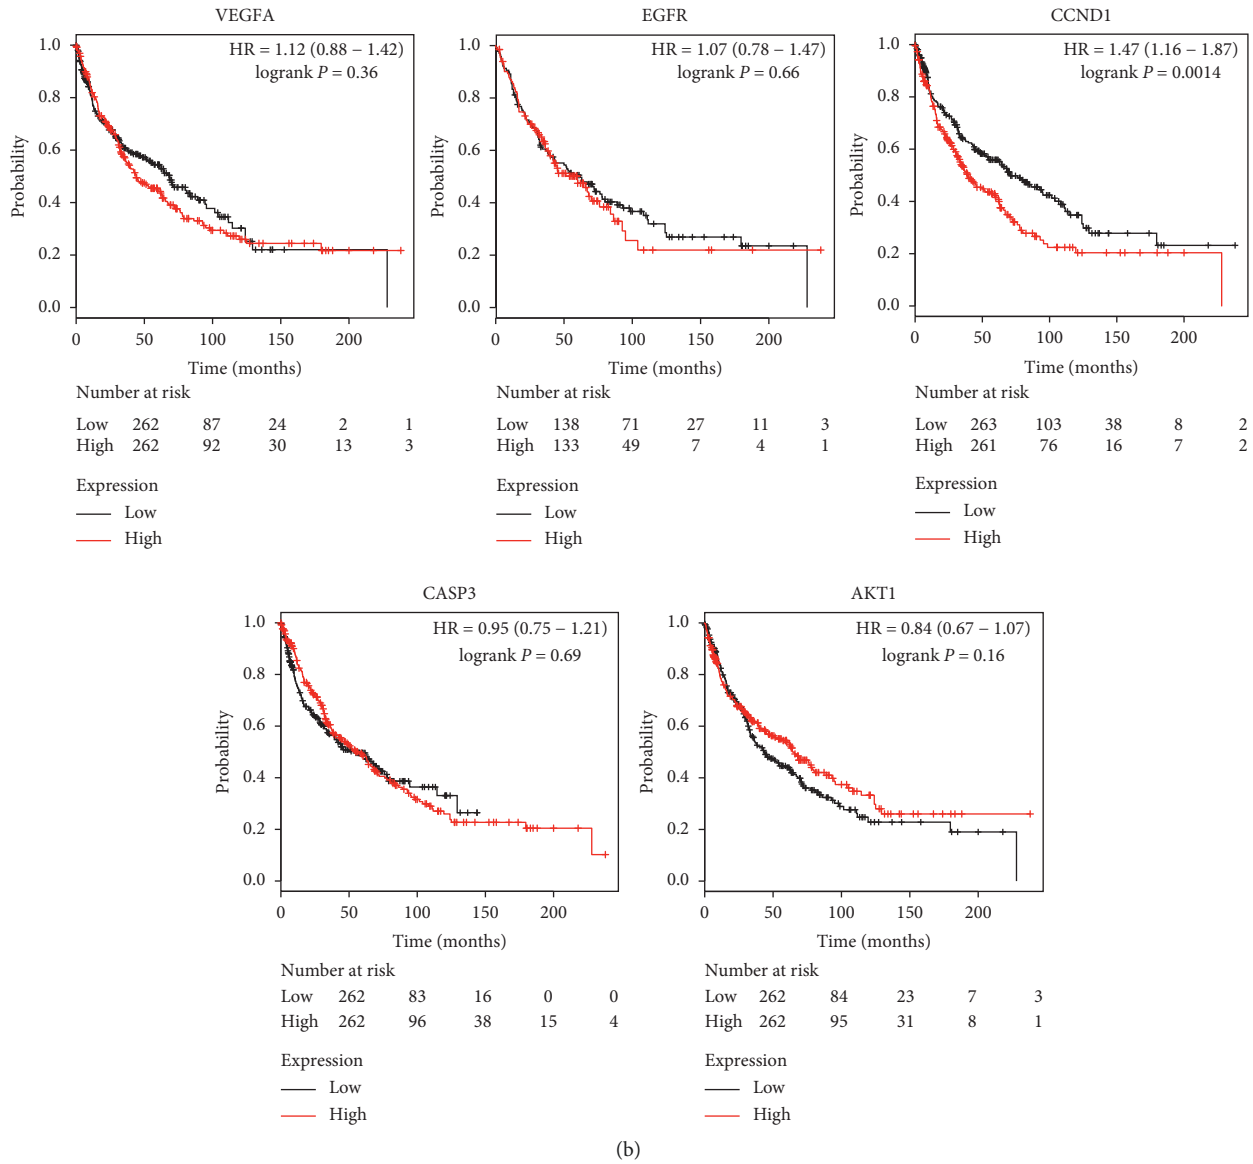 VEGFA
HR = 1.12 (0.88 − 1.42)
logrank P = 0.36
1.0
0.8
0.6
0.4
0.2
0.0
Probability
0 50 100 150 200
Time (months)
Number at risk
Low 262 87 24 2 1
High 262 92 30 13 3
Expression
Low
High
EGFR
HR = 1.07 (0.78 − 1.47)
logrank P = 0.66
1.0
0.8
0.6
0.4
0.2
0.0
Probability
0 50 100 150 200
Time (months)
Number at risk
Low 138 71 27 11 3
High 133 49 7 4 1
Expression
Low
High
CCND1
HR = 1.47 (1.16 − 1.87)
logrank P = 0.0014
1.0
0.8
0.6
0.4
0.2
0.0
Probability
0 50 100 150 200
Time (months)
Number at risk
Low 263 103 38 8 2
High 261 76 16 7 2
Expression
Low
High
CASP3
HR = 0.95 (0.75 − 1.21)
logrank P = 0.69
1.0
0.8
0.6
0.4
0.2
0.0
Probability
0 50 100 150 200
Time (months)
Number at risk
Low 262 83 16 0 0
High 262 96 38 15 4
Expression
Low
High
AKT1
HR = 0.84 (0.67 − 1.07)
logrank P = 0.16
1.0
0.8
0.6
0.4
0.2
0.0
Probability
0 50 100 150 200
Time (months)
Number at risk
Low 262 84 23 7 3
High 262 95 31 8 1
Expression
Low
High
(b)